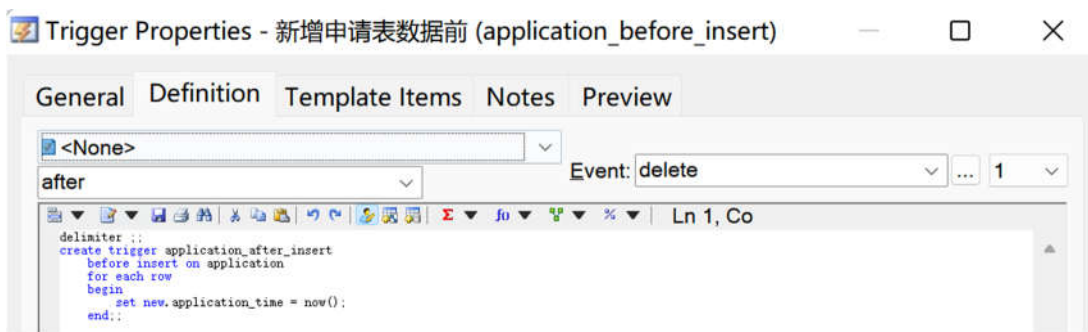 Trigger Properties - 新增申请表数据前 (application_before_insert)
General Definition Template Items Notes Preview
<None>
after Event: delete ... 1
Σ f() % Ln 1, Co
delimiter ;;
create trigger application_after_insert
before insert on application
for each row
begin
set new.application_time = now();
end;;